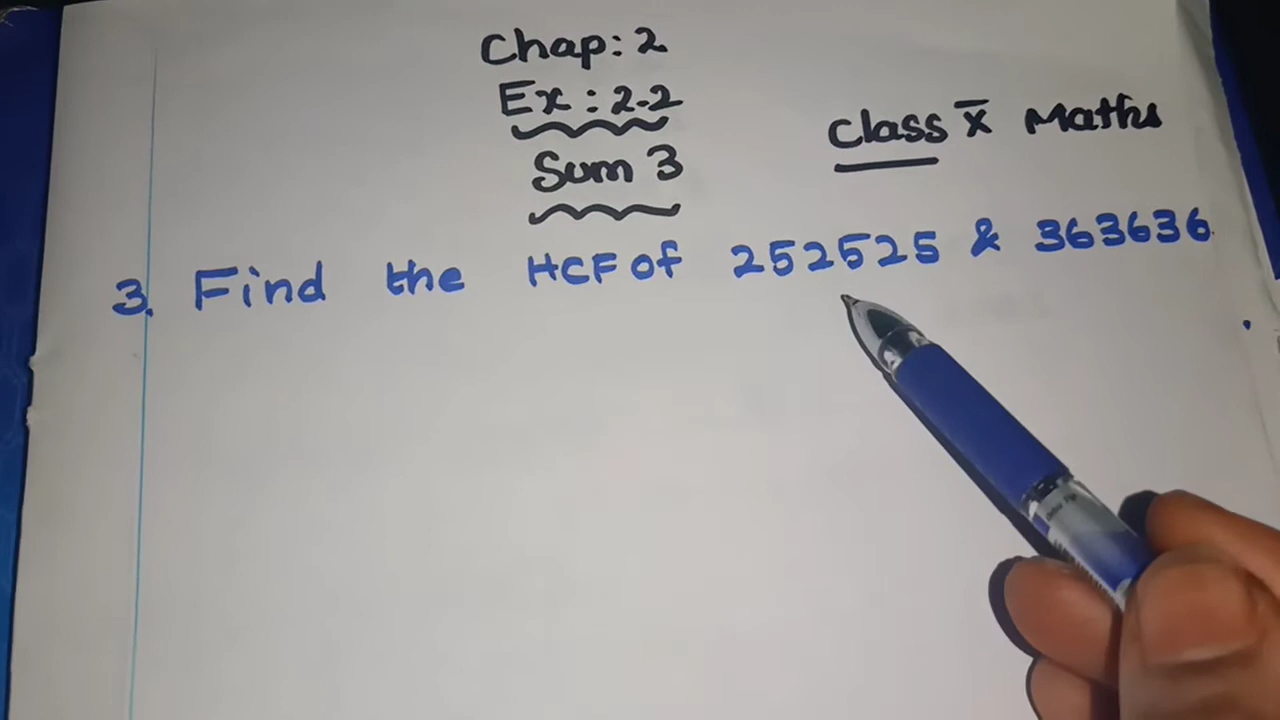 Chap: 2
Ex : 2.2
Sum 3
Class X Maths
3. Find the HCF of 252525 & 363636.